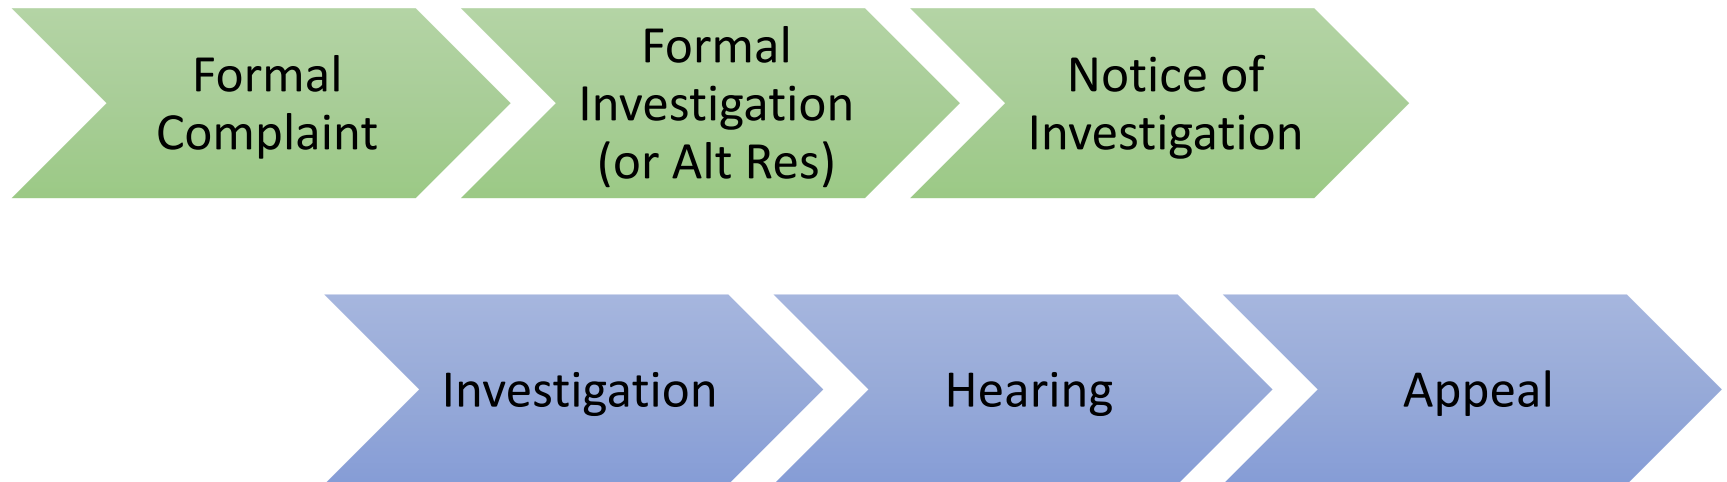 Formal
Complaint
Formal
Investigation
(or Alt Res)
Notice of
Investigation
Investigation
Hearing
Appeal